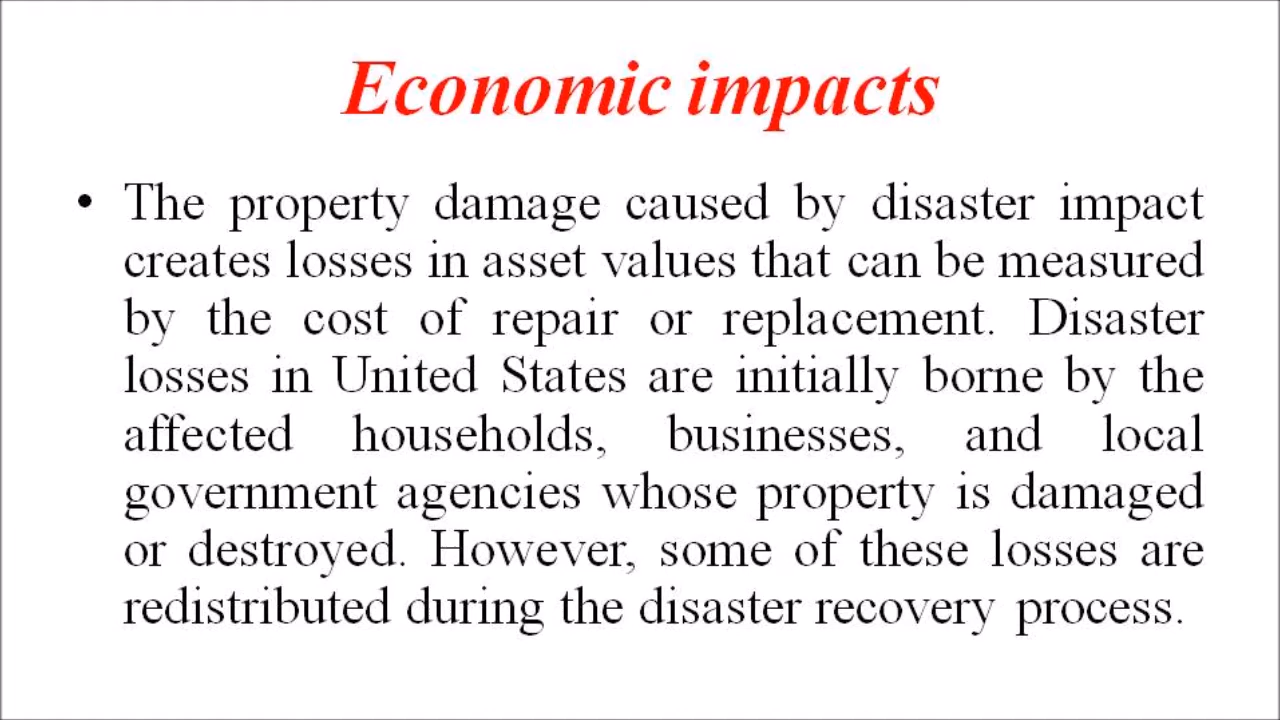 Economic impacts
• The property damage caused by disaster impact
creates losses in asset values that can be measured
by the cost of repair or replacement. Disaster
losses in United States are initially borne by the
affected households, businesses, and local
government agencies whose property is damaged
or destroyed. However, some of these losses are
redistributed during the disaster recovery process.